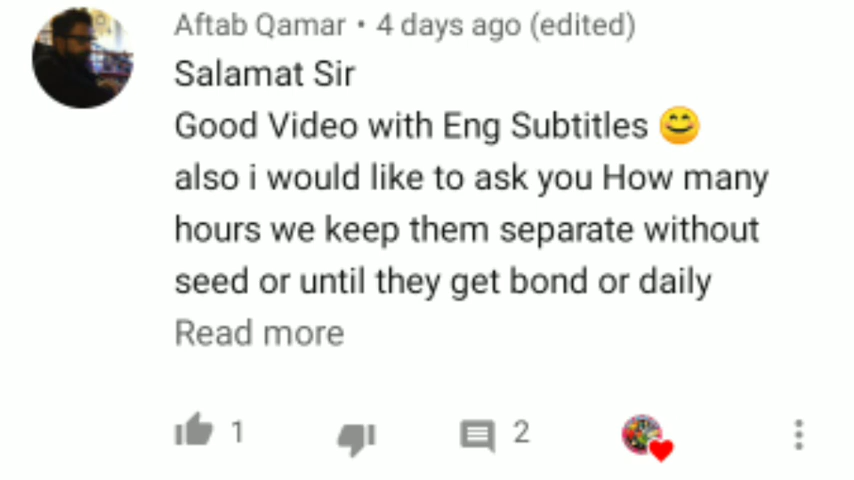 Aftab Qamar • 4 days ago (edited)
Salamat Sir
Good Video with Eng Subtitles 😊
also i would like to ask you How many
hours we keep them separate without
seed or until they get bond or daily
Read more
1 2